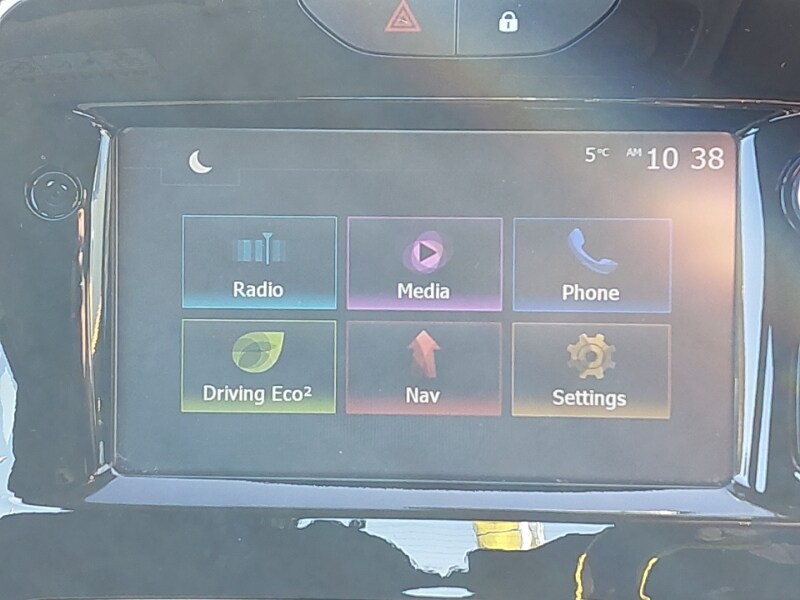 5°C AM 10 38
Radio
Media
Phone
Driving Eco²
Nav
Settings